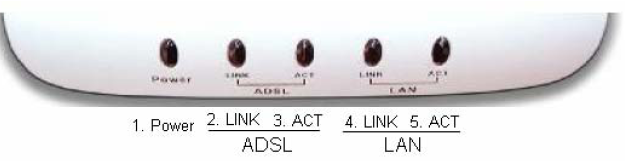 Power LINK ACT LINK ACT
ADSL LAN
1. Power 2. LINK 3. ACT 4. LINK 5. ACT
ADSL LAN